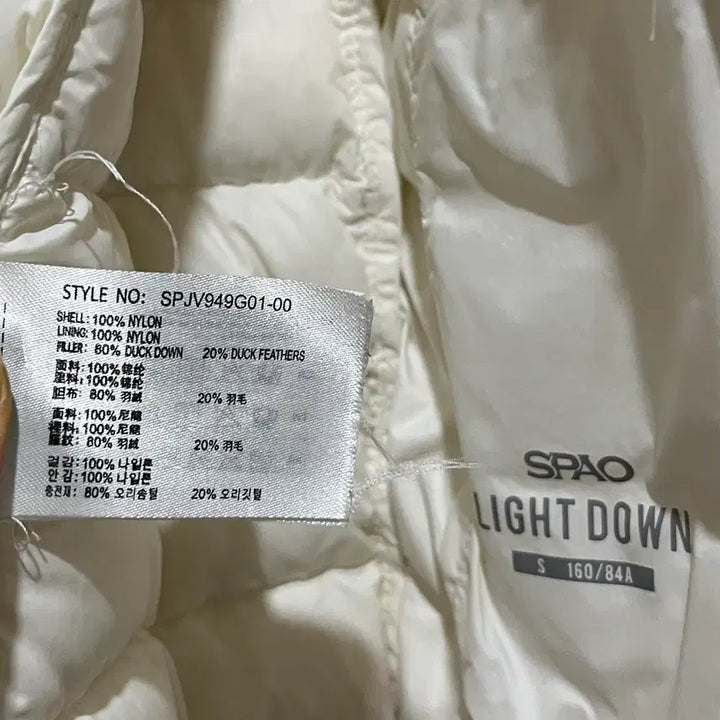 STYLE NO: SPJV949G01-00
SHELL: 100% NYLON
LINING: 100% NYLON
FILLER: 80% DUCK DOWN 20% DUCK FEATHERS
面料:100%锦纶
里料:100%锦纶
胆布: 80% 羽絨 20% 羽毛
面料:100%尼龍
裡料:100%尼龍
80% 羽絨 20% 羽毛
겉감:100% 나일론
안감:100% 나일론
충전재: 80% 오리솜털 20% 오리깃털
SPAO
LIGHT DOWN
S 160/84A